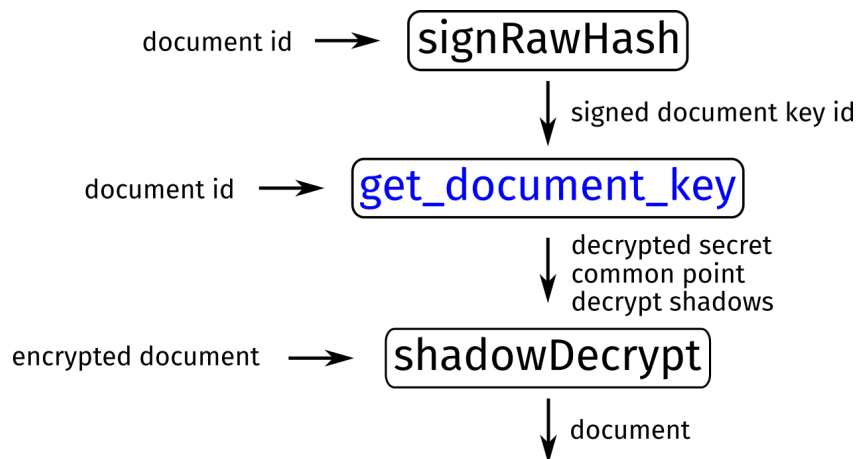 document id
signRawHash
signed document key id
document id
get_document_key
decrypted secret
common point
decrypt shadows
encrypted document
shadowDecrypt
document